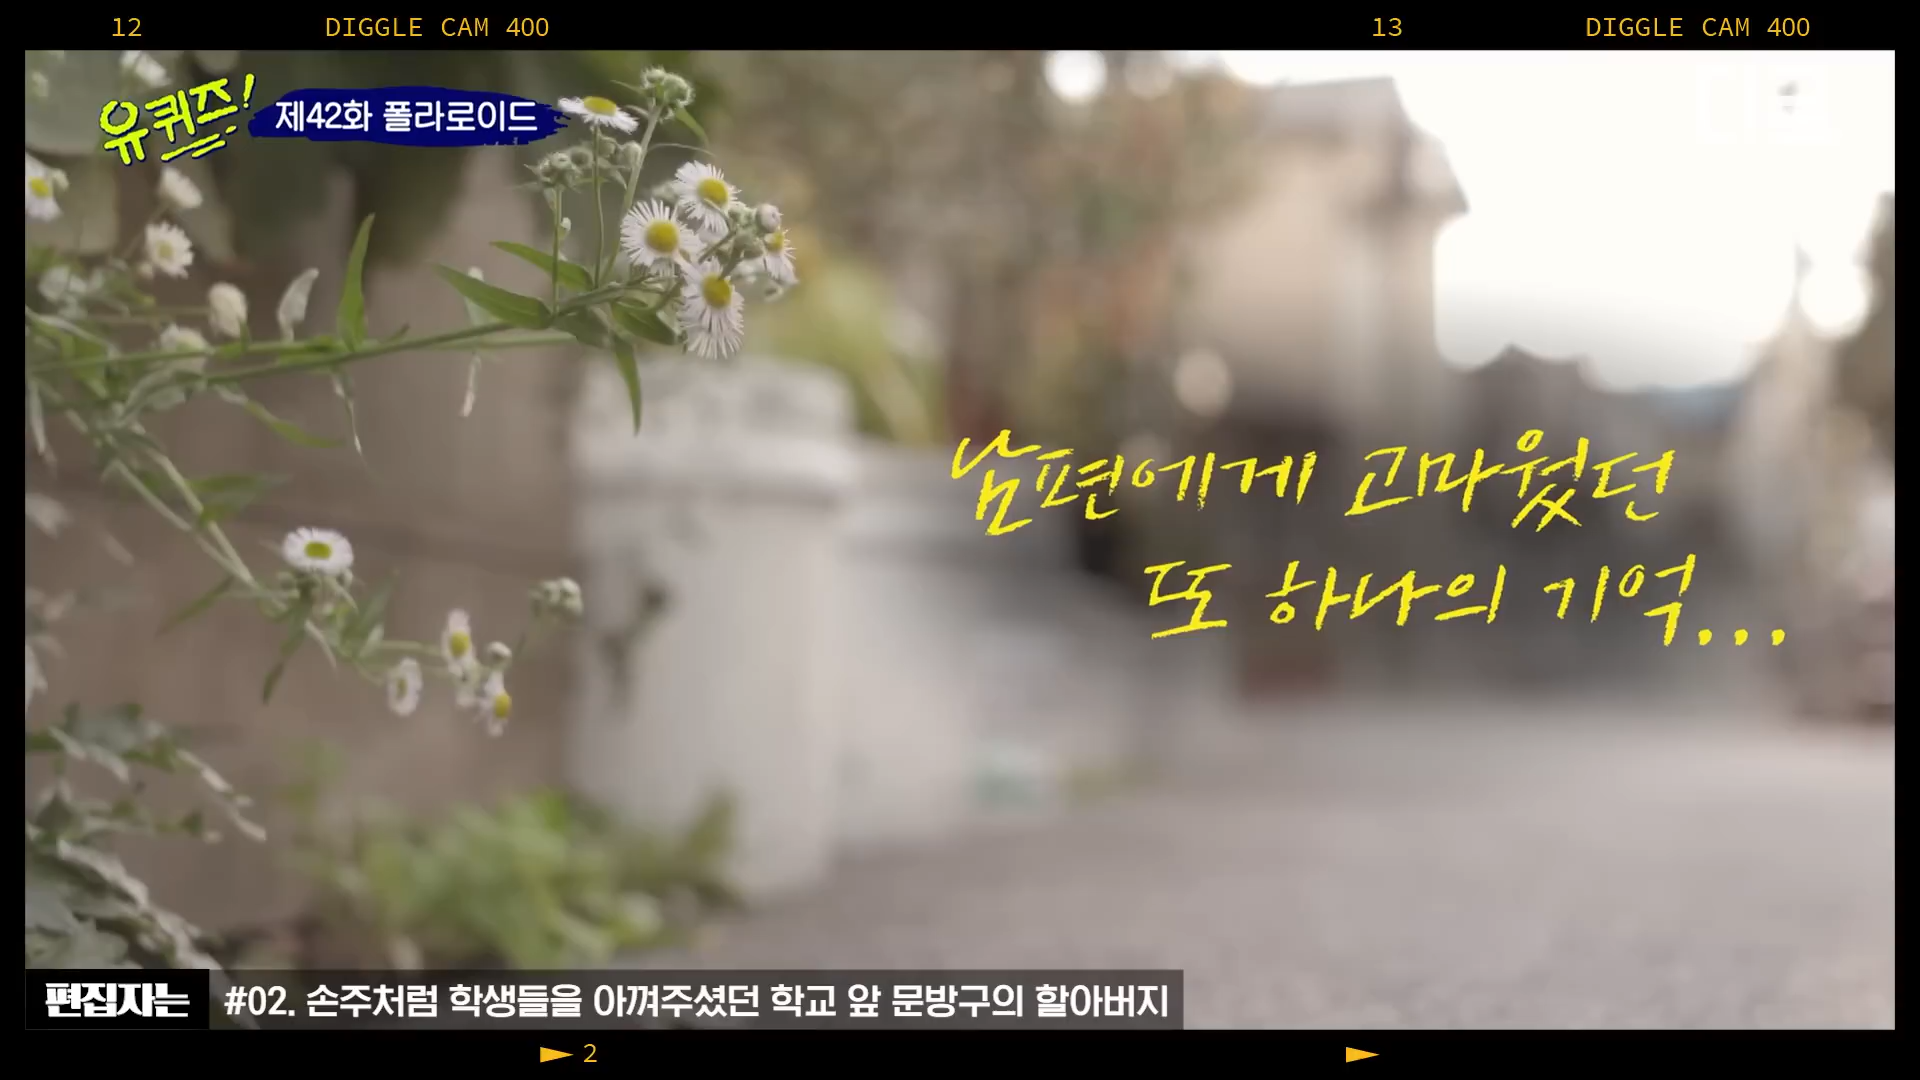 12 DIGGLE CAM 400 13 DIGGLE CAM 400
유퀴즈!
제42화 폴라로이드
디글
남편에게 고마웠던
또 하나의 기억...
편집자는
#02. 손주처럼 학생들을 아껴주셨던 학교 앞 문방구의 할아버지
2